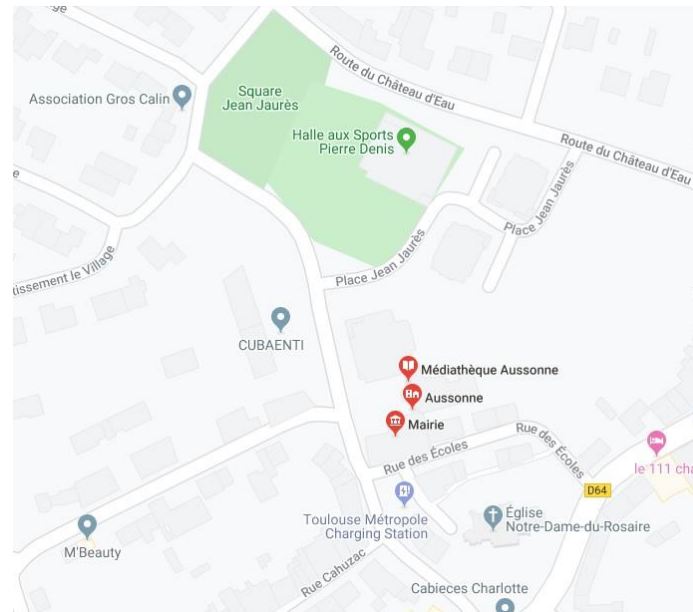 Route du Château d'Eau
Square
Jean Jaurès
Association Gros Calin
Halle aux Sports
Pierre Denis
Route du Château d'Eau
Place Jean Jaurès
Place Jean Jaurès
tissement le Village
CUBAENTI
Médiathèque Aussonne
Aussonne
Mairie
Rue des Écoles
Rue des Écoles
le 111 cha
D64
Toulouse Métropole
Charging Station
Église
Notre-Dame-du-Rosaire
M'Beauty
Rue Cahuzac
Cabieces Charlotte